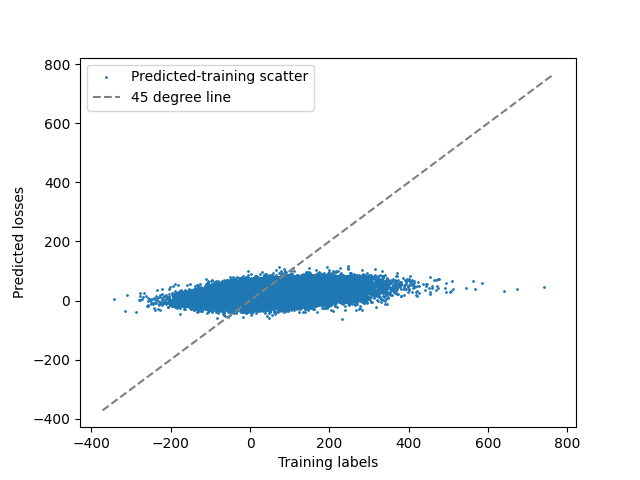 800
600
400
200
0
−200
−400
Predicted losses
Predicted-training scatter
45 degree line
−400 −200 0 200 400 600 800
Training labels